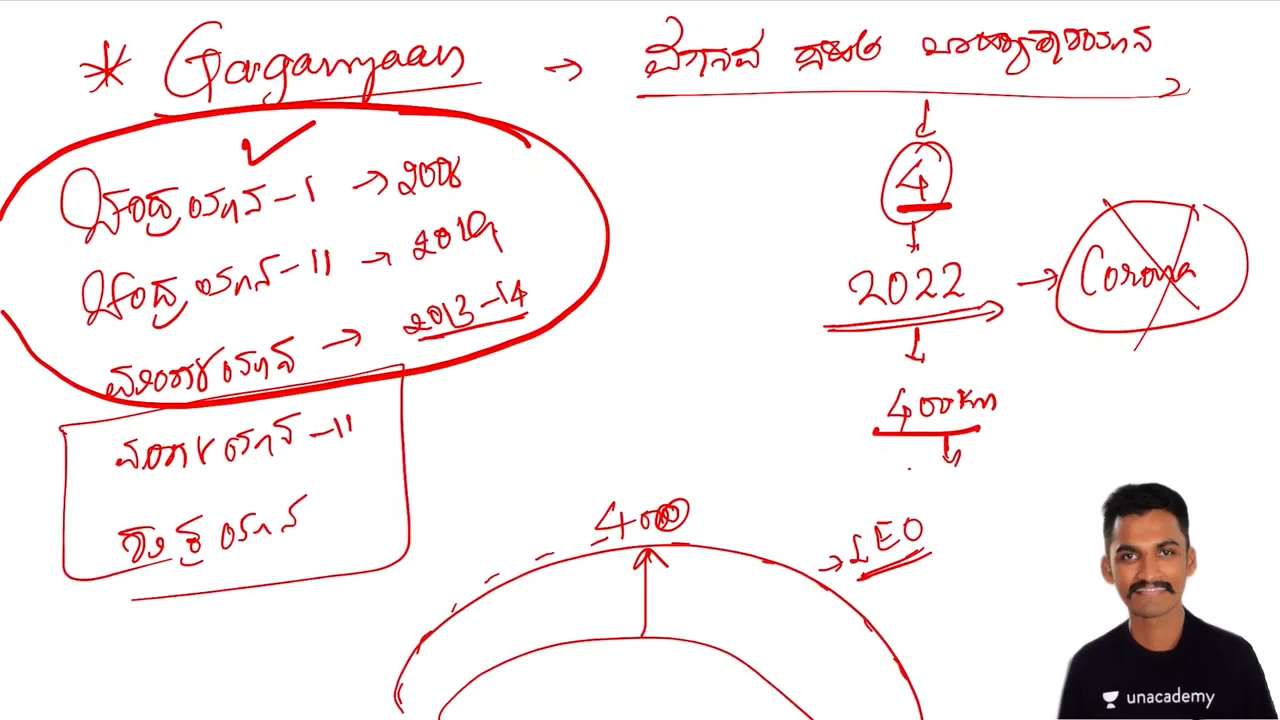 * Gaganyaan → ಮಾನವ ಸಹಿತ ಬಾಹ್ಯಾಕಾಶಯಾನ
4
ಚಂದ್ರಯಾನ-I → 2008
ಚಂದ್ರಯಾನ-II → 2019
2022 → Corona
ಮಂಗಳಯಾನ → 2013-14
400km
ಮಂಗಳಯಾನ-II
ಶುಕ್ರಯಾನ
400
→ LEO
unacademy